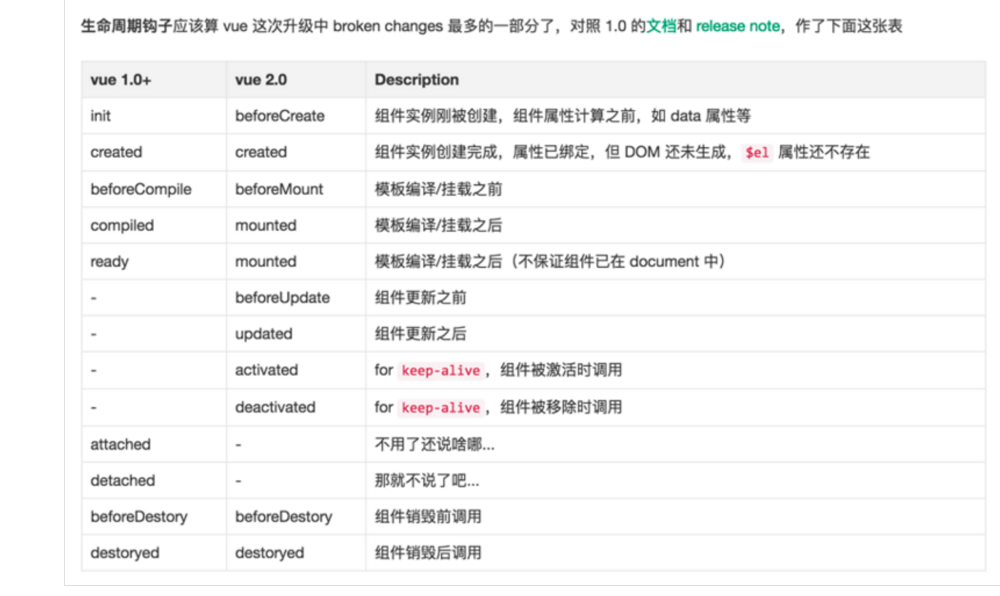 生命周期钩子应该算 vue 这次升级中 broken changes 最多的一部分了，对照 1.0 的文档和 release note，作了下面这张表
vue 1.0+ vue 2.0 Description
init beforeCreate 组件实例刚被创建，组件属性计算之前，如 data 属性等
created created 组件实例创建完成，属性已绑定，但 DOM 还未生成，$el 属性还不存在
beforeCompile beforeMount 模板编译/挂载之前
compiled mounted 模板编译/挂载之后
ready mounted 模板编译/挂载之后（不保证组件已在 document 中）
- beforeUpdate 组件更新之前
- updated 组件更新之后
- activated for keep-alive，组件被激活时调用
- deactivated for keep-alive，组件被移除时调用
attached - 不用了还说啥哪...
detached - 那就不说了吧...
beforeDestory beforeDestory 组件销毁前调用
destoryed destoryed 组件销毁后调用